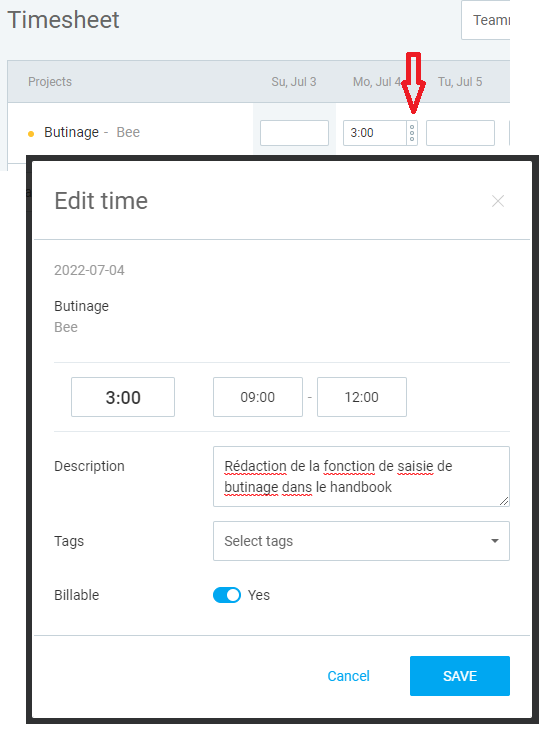 Timesheet
Teamm
Projects Su, Jul 3 Mo, Jul 4 Tu, Jul 5
Butinage - Bee 3:00
Edit time
2022-07-04
Butinage
Bee
3:00 09:00 - 12:00
Description Rédaction de la fonction de saisie de
butinage dans le handbook
Tags Select tags
Billable Yes
Cancel SAVE